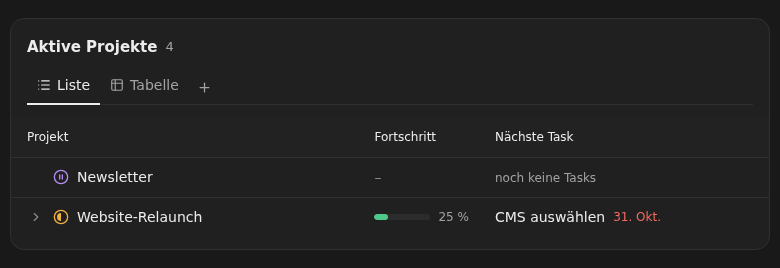 Aktive Projekte 4
Liste Tabelle +
Projekt Fortschritt Nächste Task
Newsletter – noch keine Tasks
Website-Relaunch 25 % CMS auswählen 31. Okt.